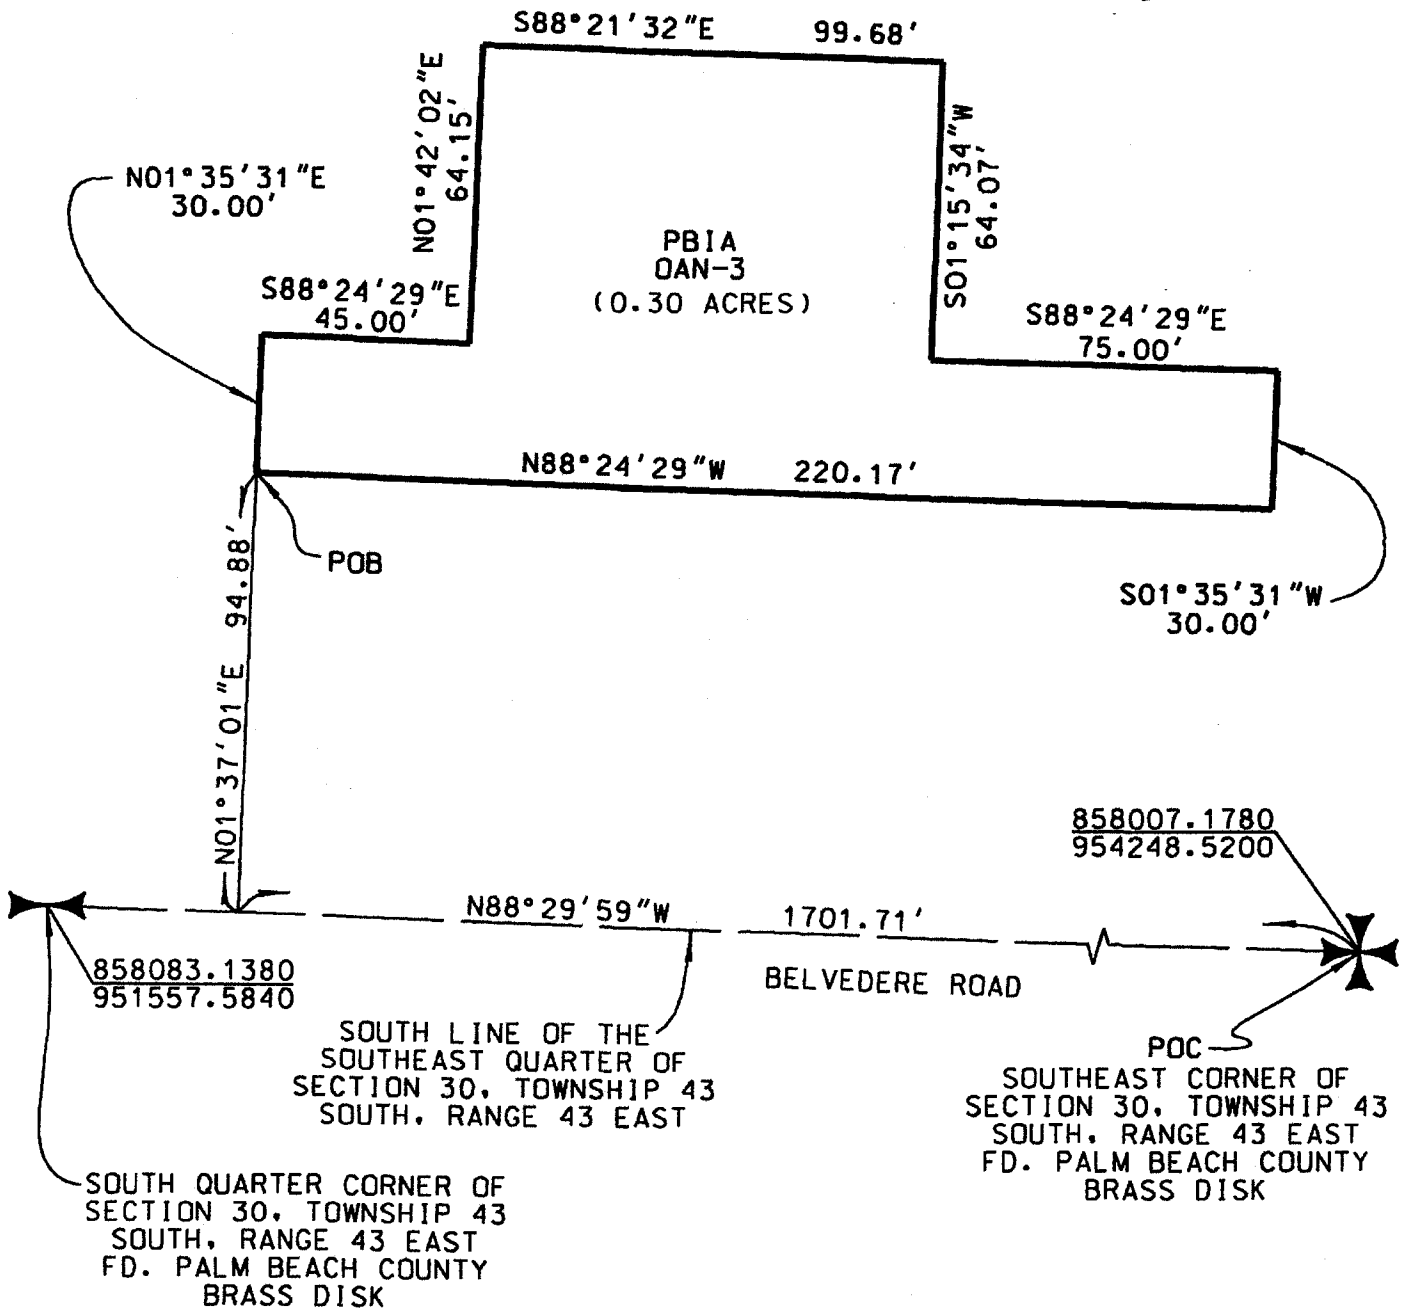 S88°21'32"E 99.68'
N01°42'02"E
64.15'
S01°15'34"W
64.07'
N01°35'31"E
30.00'
PBIA
OAN-3
(0.30 ACRES)
S88°24'29"E
45.00'
S88°24'29"E
75.00'
N88°24'29"W 220.17'
POB
S01°35'31"W
30.00'
N01°37'01"E 94.88'
858007.1780
954248.5200
N88°29'59"W 1701.71'
858083.1380
951557.5840
BELVEDERE ROAD
SOUTH LINE OF THE
SOUTHEAST QUARTER OF
SECTION 30, TOWNSHIP 43
SOUTH, RANGE 43 EAST
POC
SOUTHEAST CORNER OF
SECTION 30, TOWNSHIP 43
SOUTH, RANGE 43 EAST
FD. PALM BEACH COUNTY
BRASS DISK
SOUTH QUARTER CORNER OF
SECTION 30, TOWNSHIP 43
SOUTH, RANGE 43 EAST
FD. PALM BEACH COUNTY
BRASS DISK